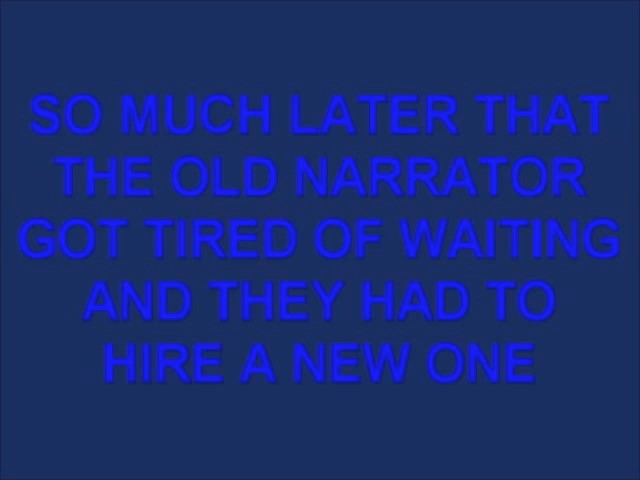 SO MUCH LATER THAT
THE OLD NARRATOR
GOT TIRED OF WAITING
AND THEY HAD TO
HIRE A NEW ONE